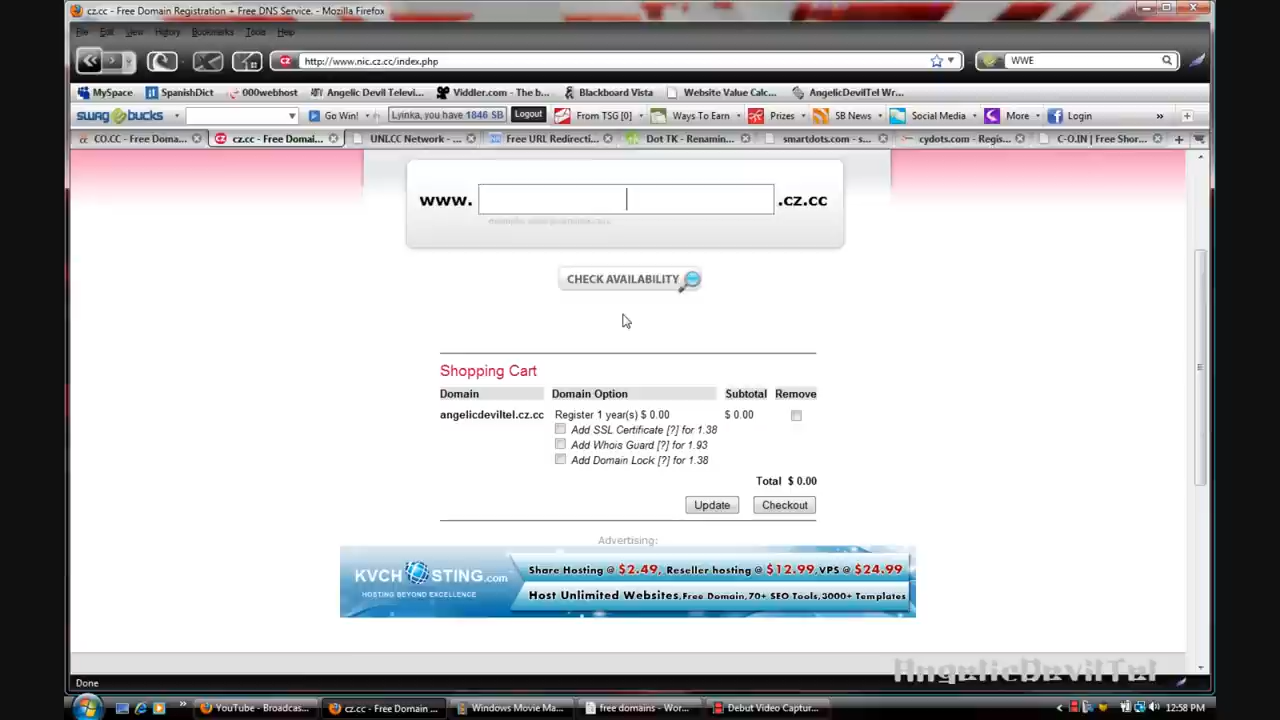 cz.cc - Free Domain Registration + Free DNS Service. - Mozilla Firefox
File Edit View History Bookmarks Tools Help
http://www.nic.cz.cc/index.php WWE
MySpace SpanishDict 000webhost Angelic Devil Televi... Viddler.com - The b... Blackboard Vista Website Value Calc... AngelicDevilTel Wr...
swagbucks Go Win! Lyinka, you have 1846 SB Logout From TSG [0] Ways To Earn Prizes SB News Social Media More Login »
CO.CC - Free Doma... cz.cc - Free Domai... UNI.CC Network - ... Free URL Redirecti... Dot TK - Renamin... smartdots.com - s... cydots.com - Regis... C-O.IN | Free Shor...
www. .cz.cc
CHECK AVAILABILITY
Shopping Cart
Domain Domain Option Subtotal Remove
angelicdeviltel.cz.cc Register 1 year(s) $ 0.00 $ 0.00
Add SSL Certificate [?] for 1.38
Add Whois Guard [?] for 1.93
Add Domain Lock [?] for 1.38
Total $ 0.00
Update Checkout
Advertising:
KVCHOSTING.com
HOSTING BEYOND EXCELLENCE
Share Hosting @ $2.49, Reseller hosting @ $12.99,VPS @ $24.99
Host Unlimited Websites,Free Domain,70+ SEO Tools,3000+ Templates
AngelicDevilTel
Done
YouTube - Broadcas... cz.cc - Free Domain ... Windows Movie Ma... free domains - Wor... Debut Video Captur... 12:58 PM